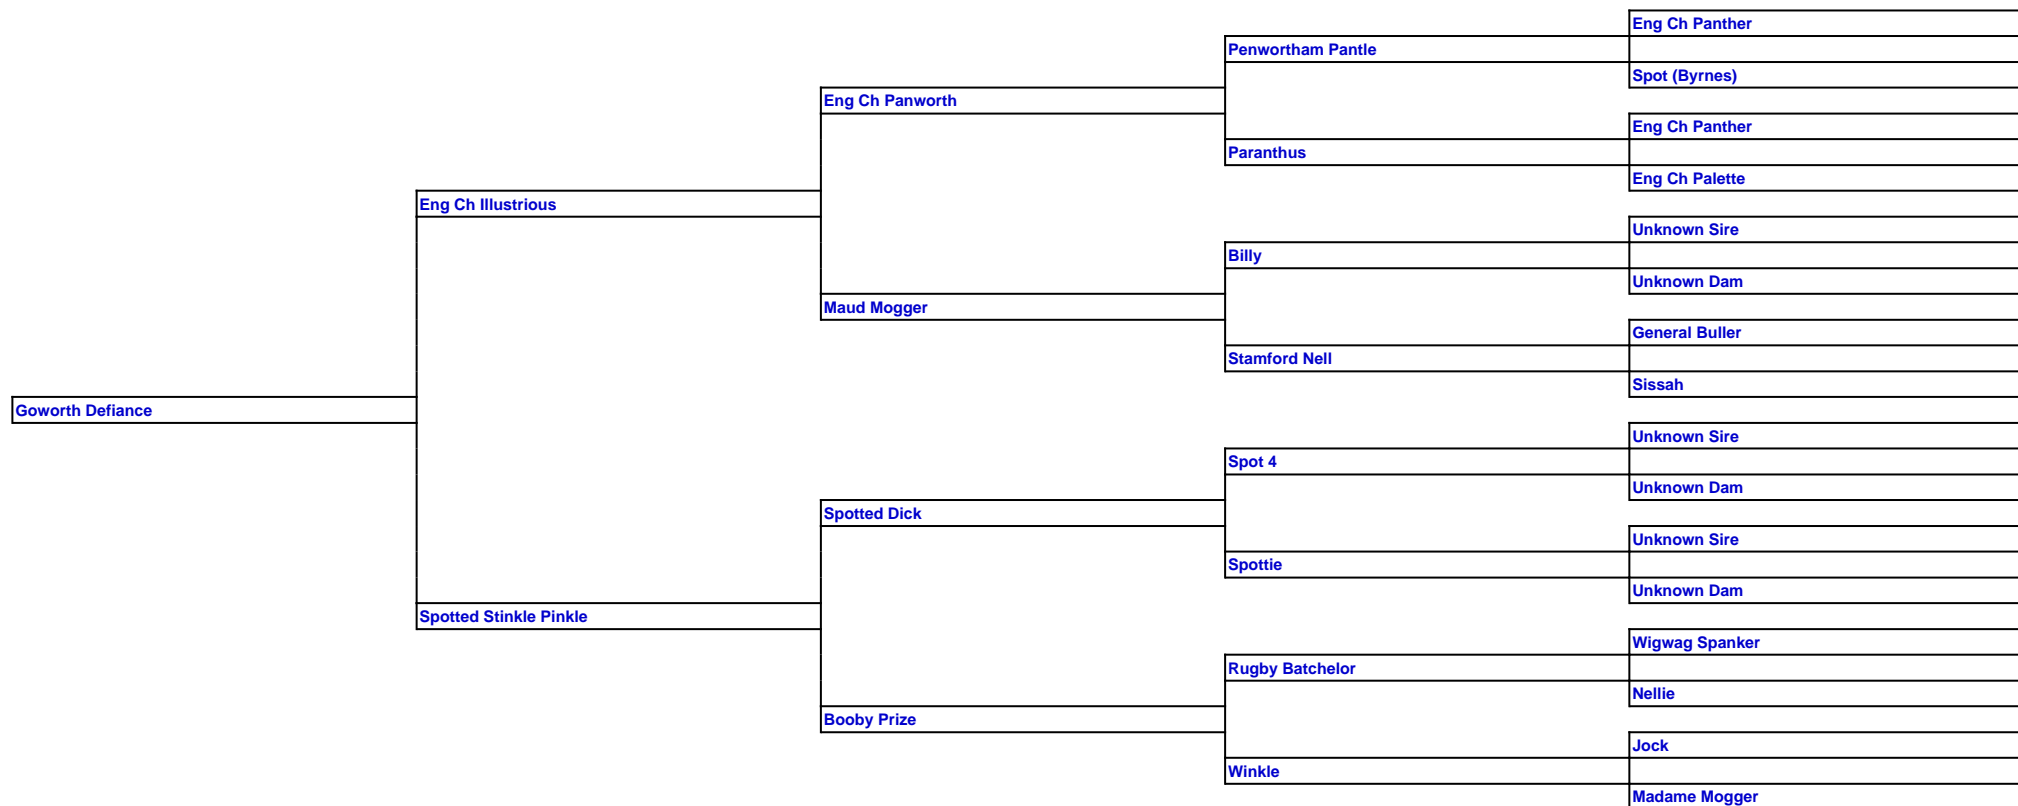 Eng Ch Panther
Penwortham Pantle
Spot (Byrnes)
Eng Ch Panworth
Eng Ch Panther
Paranthus
Eng Ch Palette
Eng Ch Illustrious
Unknown Sire
Billy
Unknown Dam
Maud Mogger
General Buller
Stamford Nell
Sissah
Goworth Defiance
Unknown Sire
Spot 4
Unknown Dam
Spotted Dick
Unknown Sire
Spottie
Unknown Dam
Spotted Stinkle Pinkle
Wigwag Spanker
Rugby Batchelor
Nellie
Booby Prize
Jock
Winkle
Madame Mogger